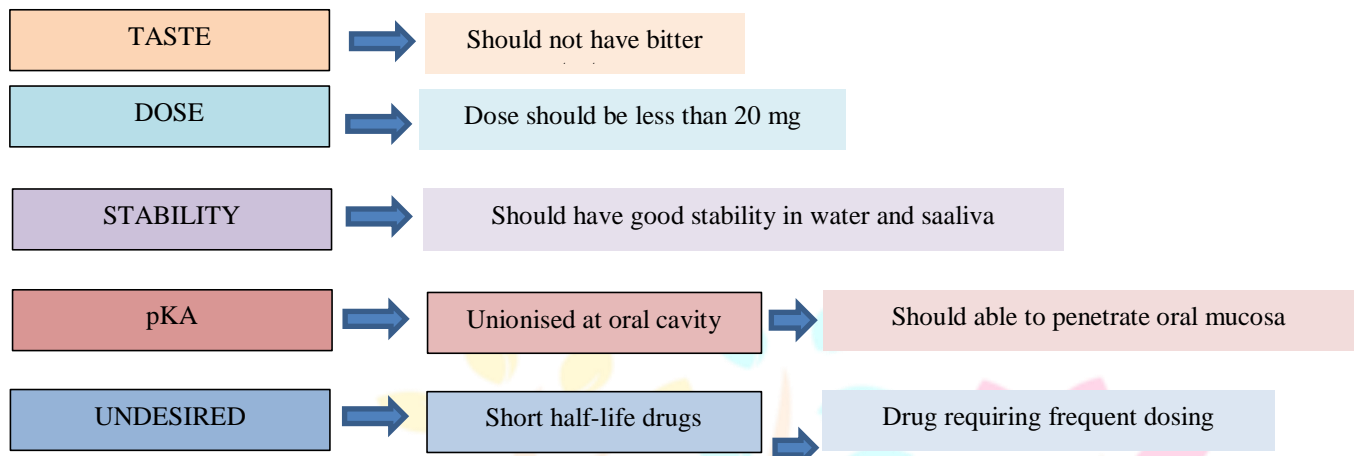 TASTE
Should not have bitter
DOSE
Dose should be less than 20 mg
STABILITY
Should have good stability in water and saaliva
pKA
Unionised at oral cavity
Should able to penetrate oral mucosa
UNDESIRED
Short half-life drugs
Drug requiring frequent dosing